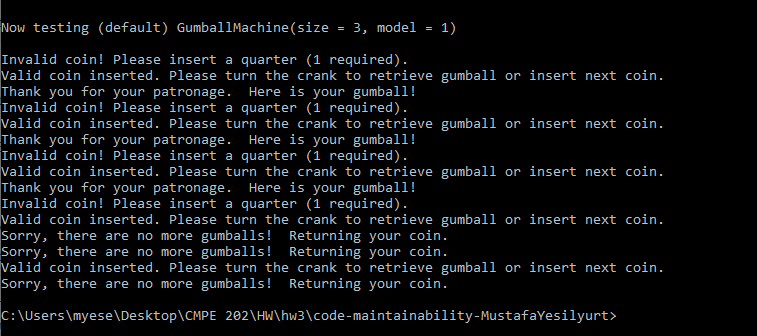 Now testing (default) GumballMachine(size = 3, model = 1)
Invalid coin! Please insert a quarter (1 required).
Valid coin inserted. Please turn the crank to retrieve gumball or insert next coin.
Thank you for your patronage.  Here is your gumball!
Invalid coin! Please insert a quarter (1 required).
Valid coin inserted. Please turn the crank to retrieve gumball or insert next coin.
Thank you for your patronage.  Here is your gumball!
Invalid coin! Please insert a quarter (1 required).
Valid coin inserted. Please turn the crank to retrieve gumball or insert next coin.
Thank you for your patronage.  Here is your gumball!
Invalid coin! Please insert a quarter (1 required).
Valid coin inserted. Please turn the crank to retrieve gumball or insert next coin.
Sorry, there are no more gumballs!  Returning your coin.
Sorry, there are no more gumballs!  Returning your coin.
Valid coin inserted. Please turn the crank to retrieve gumball or insert next coin.
Sorry, there are no more gumballs!  Returning your coin.
C:\Users\myese\Desktop\CMPE 202\HW\hw3\code-maintainability-MustafaYesilyurt>